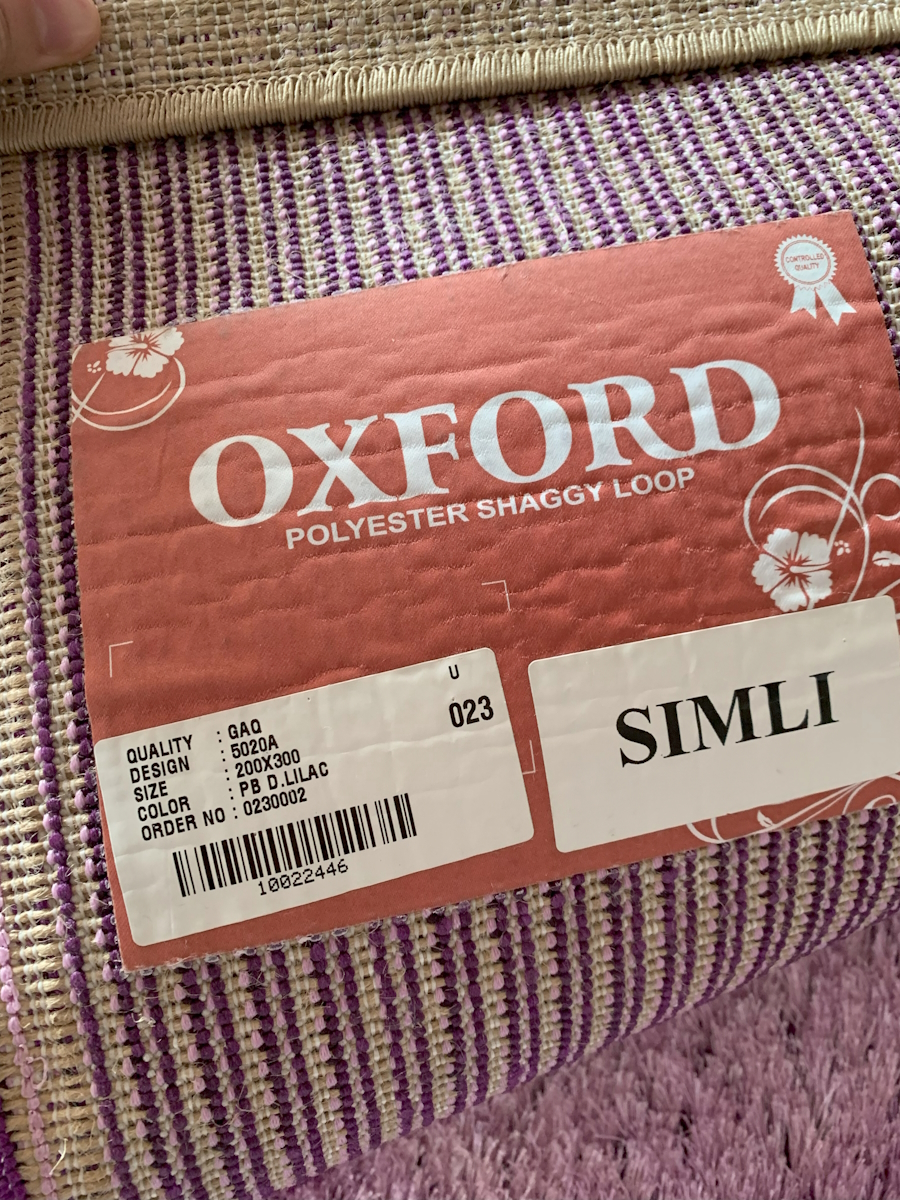 CONTROLLED
QUALITY
OXFORD
POLYESTER SHAGGY LOOP
U
023
QUALITY : GAQ
DESIGN : 5020A
SIZE : 200X300
COLOR : PB D.LILAC
ORDER NO : 0230002
10022446
SIMLI